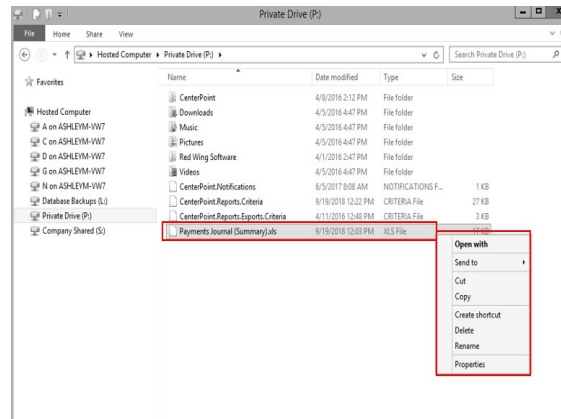 Private Drive (P:)
File Home Share View
Hosted Computer Private Drive (P:) Search Private Drive (P:)
Name Date modified Type Size
Favorites
Hosted Computer
A on ASHLEYM-VW7
C on ASHLEYM-VW7
D on ASHLEYM-VW7
G on ASHLEYM-VW7
N on ASHLEYM-VW7
Database Backups (L:)
Private Drive (P:)
Company Shared (S:)
CenterPoint 4/8/2016 2:12 PM File folder
Downloads 4/5/2016 4:47 PM File folder
Music 4/5/2016 4:47 PM File folder
Pictures 4/5/2016 4:47 PM File folder
Red Wing Software 4/1/2016 2:47 PM File folder
Videos 4/5/2016 4:47 PM File folder
CenterPoint.Notifications 6/5/2017 8:08 AM NOTIFICATIONS F... 1 KB
CenterPoint.Reports.Criteria 9/19/2018 12:22 PM CRITERIA File 27 KB
CenterPoint.Reports.Exports.Criteria 4/11/2016 12:48 PM CRITERIA File 3 KB
Payments Journal (Summary).xls 9/19/2018 12:03 PM XLS File 17 KB
Open with
Send to
Cut
Copy
Create shortcut
Delete
Rename
Properties